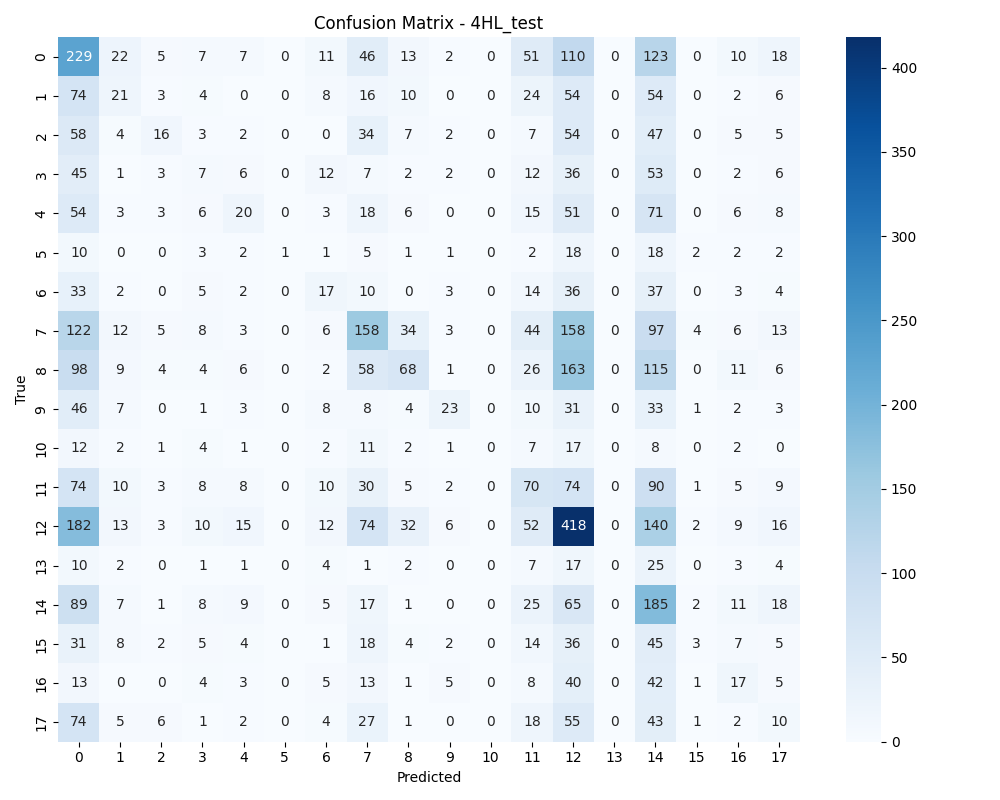 Confusion Matrix - 4HL_test
0 229 22 5 7 7 0 11 46 13 2 0 51 110 0 123 0 10 18
1 74 21 3 4 0 0 8 16 10 0 0 24 54 0 54 0 2 6
2 58 4 16 3 2 0 0 34 7 2 0 7 54 0 47 0 5 5
3 45 1 3 7 6 0 12 7 2 2 0 12 36 0 53 0 2 6
4 54 3 3 6 20 0 3 18 6 0 0 15 51 0 71 0 6 8
5 10 0 0 3 2 1 1 5 1 1 0 2 18 0 18 2 2 2
6 33 2 0 5 2 0 17 10 0 3 0 14 36 0 37 0 3 4
7 122 12 5 8 3 0 6 158 34 3 0 44 158 0 97 4 6 13
8 98 9 4 4 6 0 2 58 68 1 0 26 163 0 115 0 11 6
9 46 7 0 1 3 0 8 8 4 23 0 10 31 0 33 1 2 3
10 12 2 1 4 1 0 2 11 2 1 0 7 17 0 8 0 2 0
11 74 10 3 8 8 0 10 30 5 2 0 70 74 0 90 1 5 9
12 182 13 3 10 15 0 12 74 32 6 0 52 418 0 140 2 9 16
13 10 2 0 1 1 0 4 1 2 0 0 7 17 0 25 0 3 4
14 89 7 1 8 9 0 5 17 1 0 0 25 65 0 185 2 11 18
15 31 8 2 5 4 0 1 18 4 2 0 14 36 0 45 3 7 5
16 13 0 0 4 3 0 5 13 1 5 0 8 40 0 42 1 17 5
17 74 5 6 1 2 0 4 27 1 0 0 18 55 0 43 1 2 10
0 1 2 3 4 5 6 7 8 9 10 11 12 13 14 15 16 17
Predicted
True
400
350
300
250
200
150
100
50
0